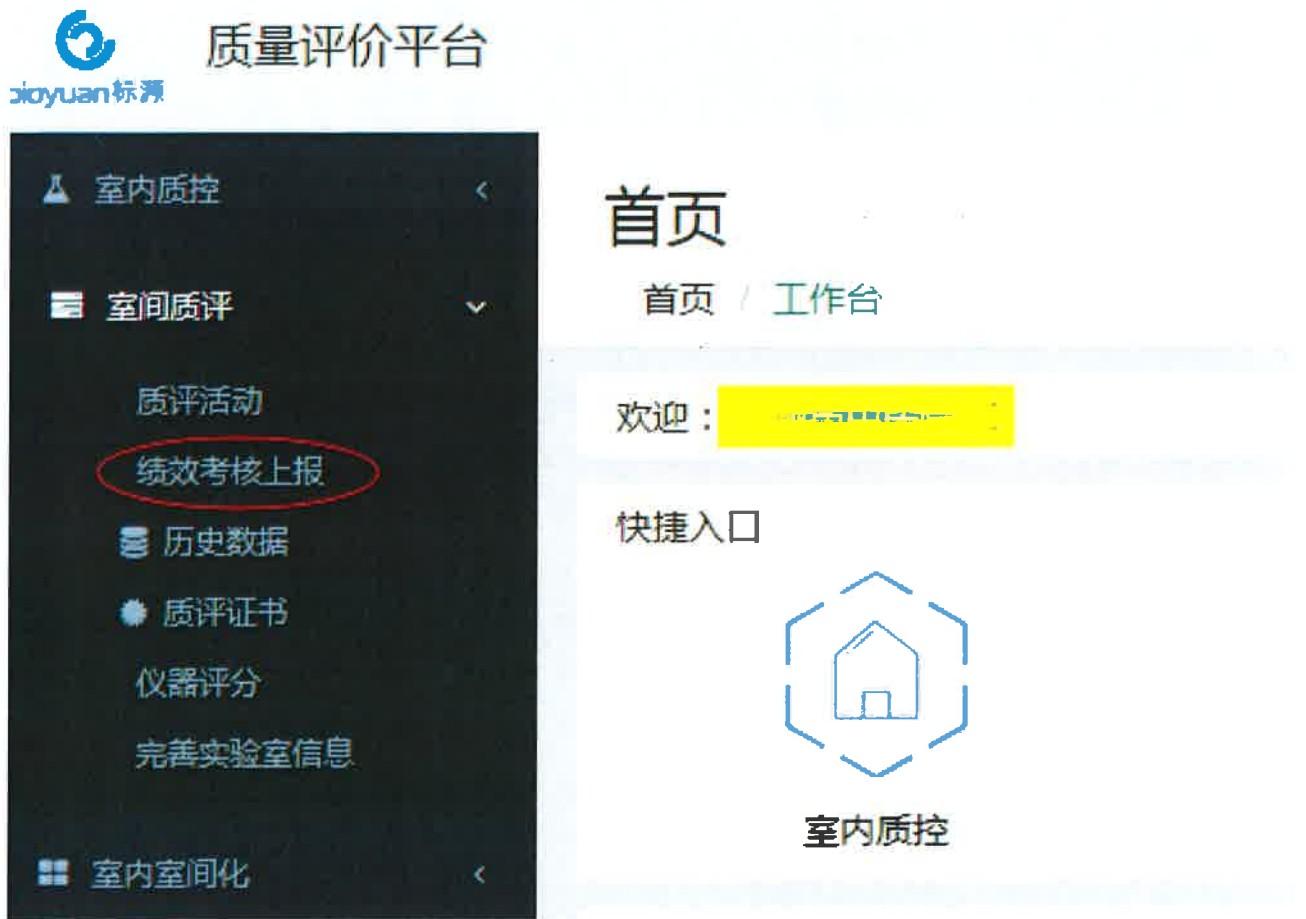 质量评价平台
bioyuan标源
室内质控
室间质评
质评活动
绩效考核上报
历史数据
质评证书
仪器评分
完善实验室信息
室内室间化
首页
首页 / 工作台
欢迎：
快捷入口
室内质控